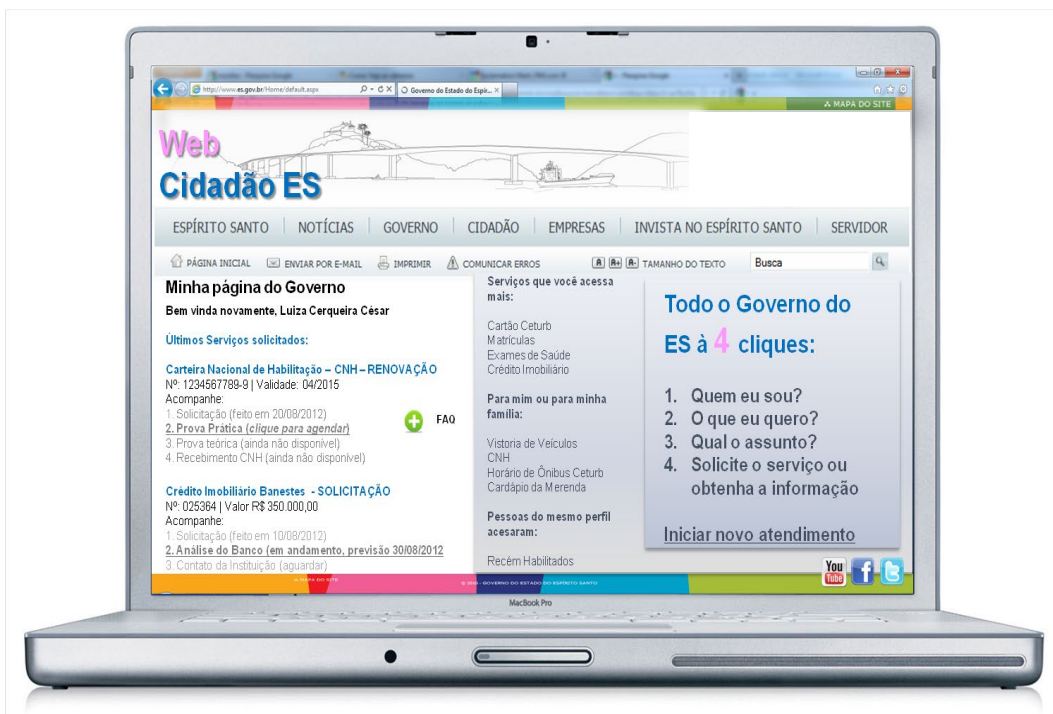 http://www.es.gov.br/Home/default.aspx
Governo do Estado do Espír...
MAPA DO SITE
Web
Cidadão ES
ESPÍRITO SANTO
NOTÍCIAS
GOVERNO
CIDADÃO
EMPRESAS
INVISTA NO ESPÍRITO SANTO
SERVIDOR
PÁGINA INICIAL
ENVIAR POR E-MAIL
IMPRIMIR
COMUNICAR ERROS
A A+ A- TAMANHO DO TEXTO
Busca
Minha página do Governo
Bem vinda novamente, Luiza Cerqueira César
Últimos Serviços solicitados:
Carteira Nacional de Habilitação – CNH – RENOVAÇÃO
Nº: 1234567789-9 | Validade: 04/2015
Acompanhe:
1. Solicitação (feito em 20/08/2012)
2. Prova Prática (clique para agendar)
3. Prova teórica (ainda não disponível)
4. Recebimento CNH (ainda não disponível)
FAQ
Crédito Imobiliário Banestes - SOLICITAÇÃO
Nº: 025364 | Valor R$ 350.000,00
Acompanhe:
1. Solicitação (feito em 10/08/2012)
2. Análise do Banco (em andamento, previsão 30/08/2012
3. Contato da Instituição (aguardar)
Serviços que você acessa
mais:
Cartão Ceturb
Matrículas
Exames de Saúde
Crédito Imobiliário
Para mim ou para minha
família:
Vistoria de Veículos
CNH
Horário de Ônibus Ceturb
Cardápio da Merenda
Pessoas do mesmo perfil
acesaram:
Recém Habilitados
Todo o Governo do
ES à 4 cliques:
1. Quem eu sou?
2. O que eu quero?
3. Qual o assunto?
4. Solicite o serviço ou
obtenha a informação
Iniciar novo atendimento
You
Tube
MAPA DO SITE
GOVERNO DO ESTADO DO ESPÍRITO SANTO
MacBook Pro